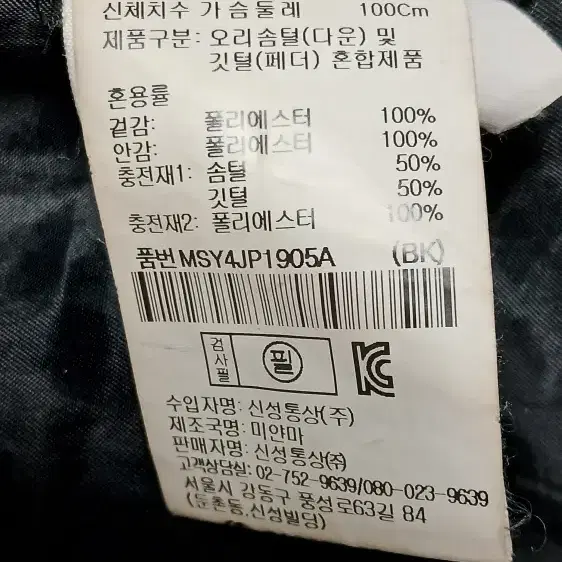 신체치수 가슴둘레 100Cm
제품구분: 오리솜털(다운) 및
깃털(페더) 혼합제품
혼용률
겉감: 폴리에스터 100%
안감: 폴리에스터 100%
충전재1: 솜털 50%
깃털 50%
충전재2: 폴리에스터 100%
품번 MSY4JP1905A (BK)
검사필 필
수입자명: 신성통상(주)
제조국명: 미얀마
판매자명: 신성통상(주)
고객상담실: 02-752-9639/080-023-9639
서울시 강동구 풍성로63길 84
(둔촌동,신성빌딩)